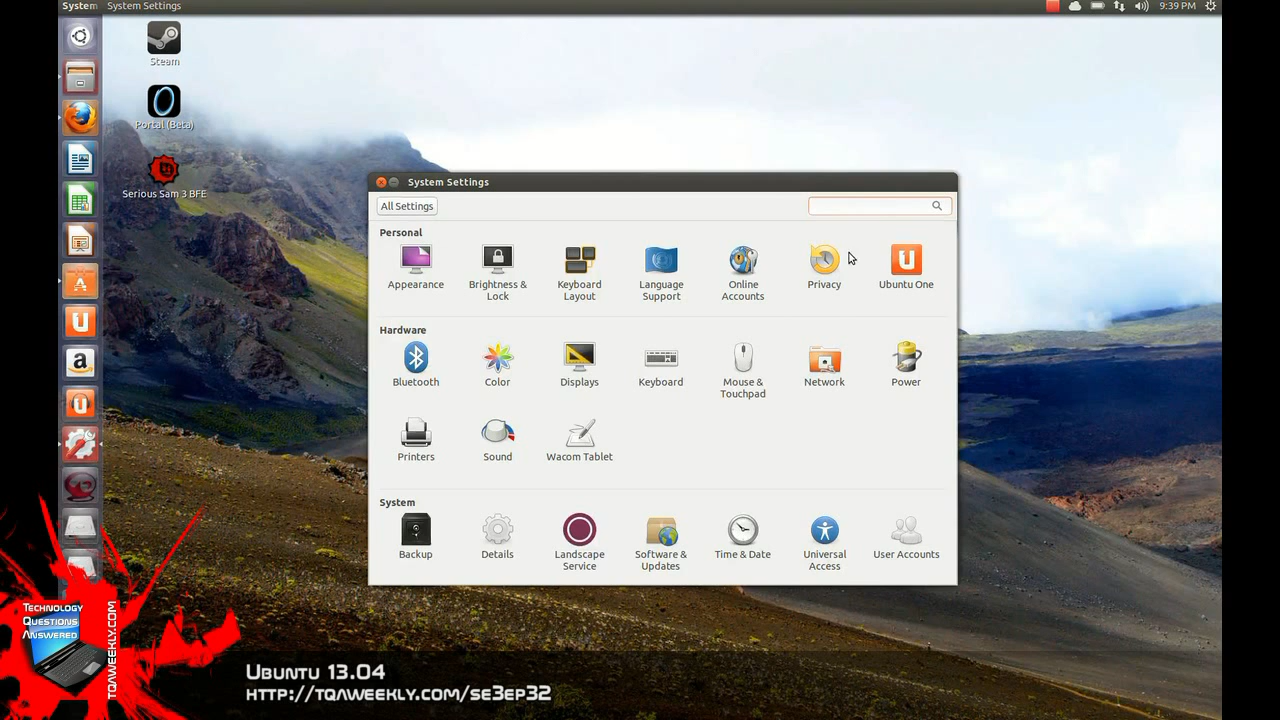 System System Settings
9:39 PM
Steam
Portal (Beta)
Serious Sam 3 BFE
System Settings
All Settings
Personal
Appearance
Brightness &
Lock
Keyboard
Layout
Language
Support
Online
Accounts
Privacy
Ubuntu One
Hardware
Bluetooth
Color
Displays
Keyboard
Mouse &
Touchpad
Network
Power
Printers
Sound
Wacom Tablet
System
Backup
Details
Landscape
Service
Software &
Updates
Time & Date
Universal
Access
User Accounts
Technology
Questions
Answered
TQAWEEKLY.COM
Ubuntu 13.04
http://tqaweekly.com/se3ep32